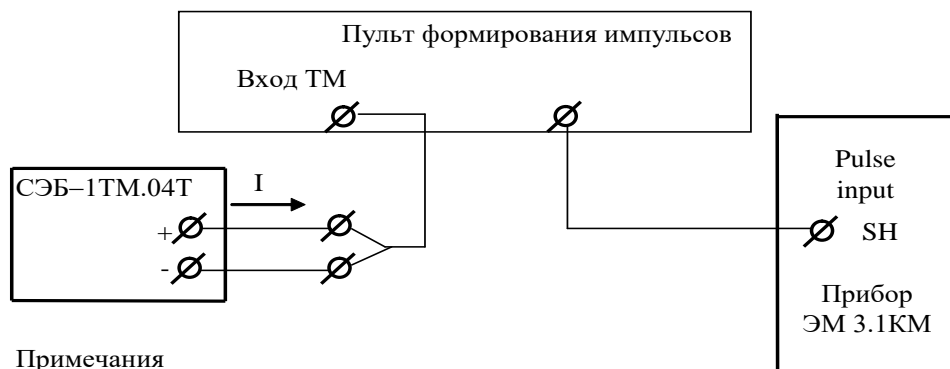 Пульт формирования импульсов
Вход ТМ
СЭБ–1ТМ.04Т
I
+
-
Pulse
input
SH
Прибор
ЭМ 3.1КМ
Примечания